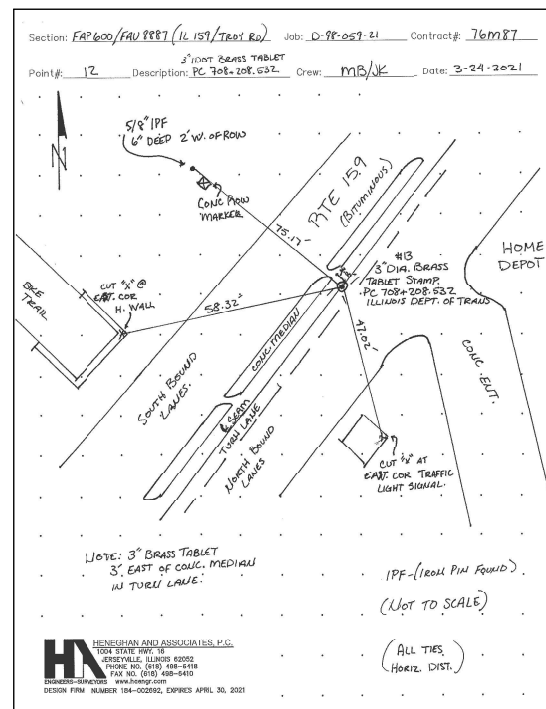 Section: FAP 600/FAU 8887 (IL 159/TROY RD) Job: D-98-059-21 Contract#: 76M87
3" IDOT BRASS TABLET
Point#: 12 Description: PC 708+208.532 Crew: MB/JK Date: 3-24-2021
N
5/8" IPF
6" DEEP 2' W. OF ROW
CONC ROW
MARKER
RTE 159
(BITUMINOUS)
75.17'
HOME
DEPOT
#13
3" DIA. BRASS
TABLET STAMP.
PC 708+208.532
ILLINOIS DEPT. OF TRANS
CUT "X" @
EAST. COR
H. WALL
BIKE
TRAIL
58.32'
47.02'
CONC. MEDIAN
CONC. ENT.
SOUTH BOUND
LANES.
SEAM
TURN LANE
NORTH BOUND
LANES
CUT "X" AT
EAST. COR TRAFFIC
LIGHT SIGNAL.
NOTE: 3" BRASS TABLET
3' EAST OF CONC. MEDIAN
IN TURN LANE.
IPF-(IRON PIN FOUND)
(NOT TO SCALE)
(ALL TIES
HORIZ. DIST.)
HA
ENGINEERS-SURVEYORS
HENEGHAN AND ASSOCIATES, P.C.
1004 STATE HWY. 16
JERSEYVILLE, ILLINOIS 62052
PHONE NO. (618) 498-6418
FAX NO. (618) 498-6410
www.haengr.com
DESIGN FIRM NUMBER 184-002692, EXPIRES APRIL 30, 2021